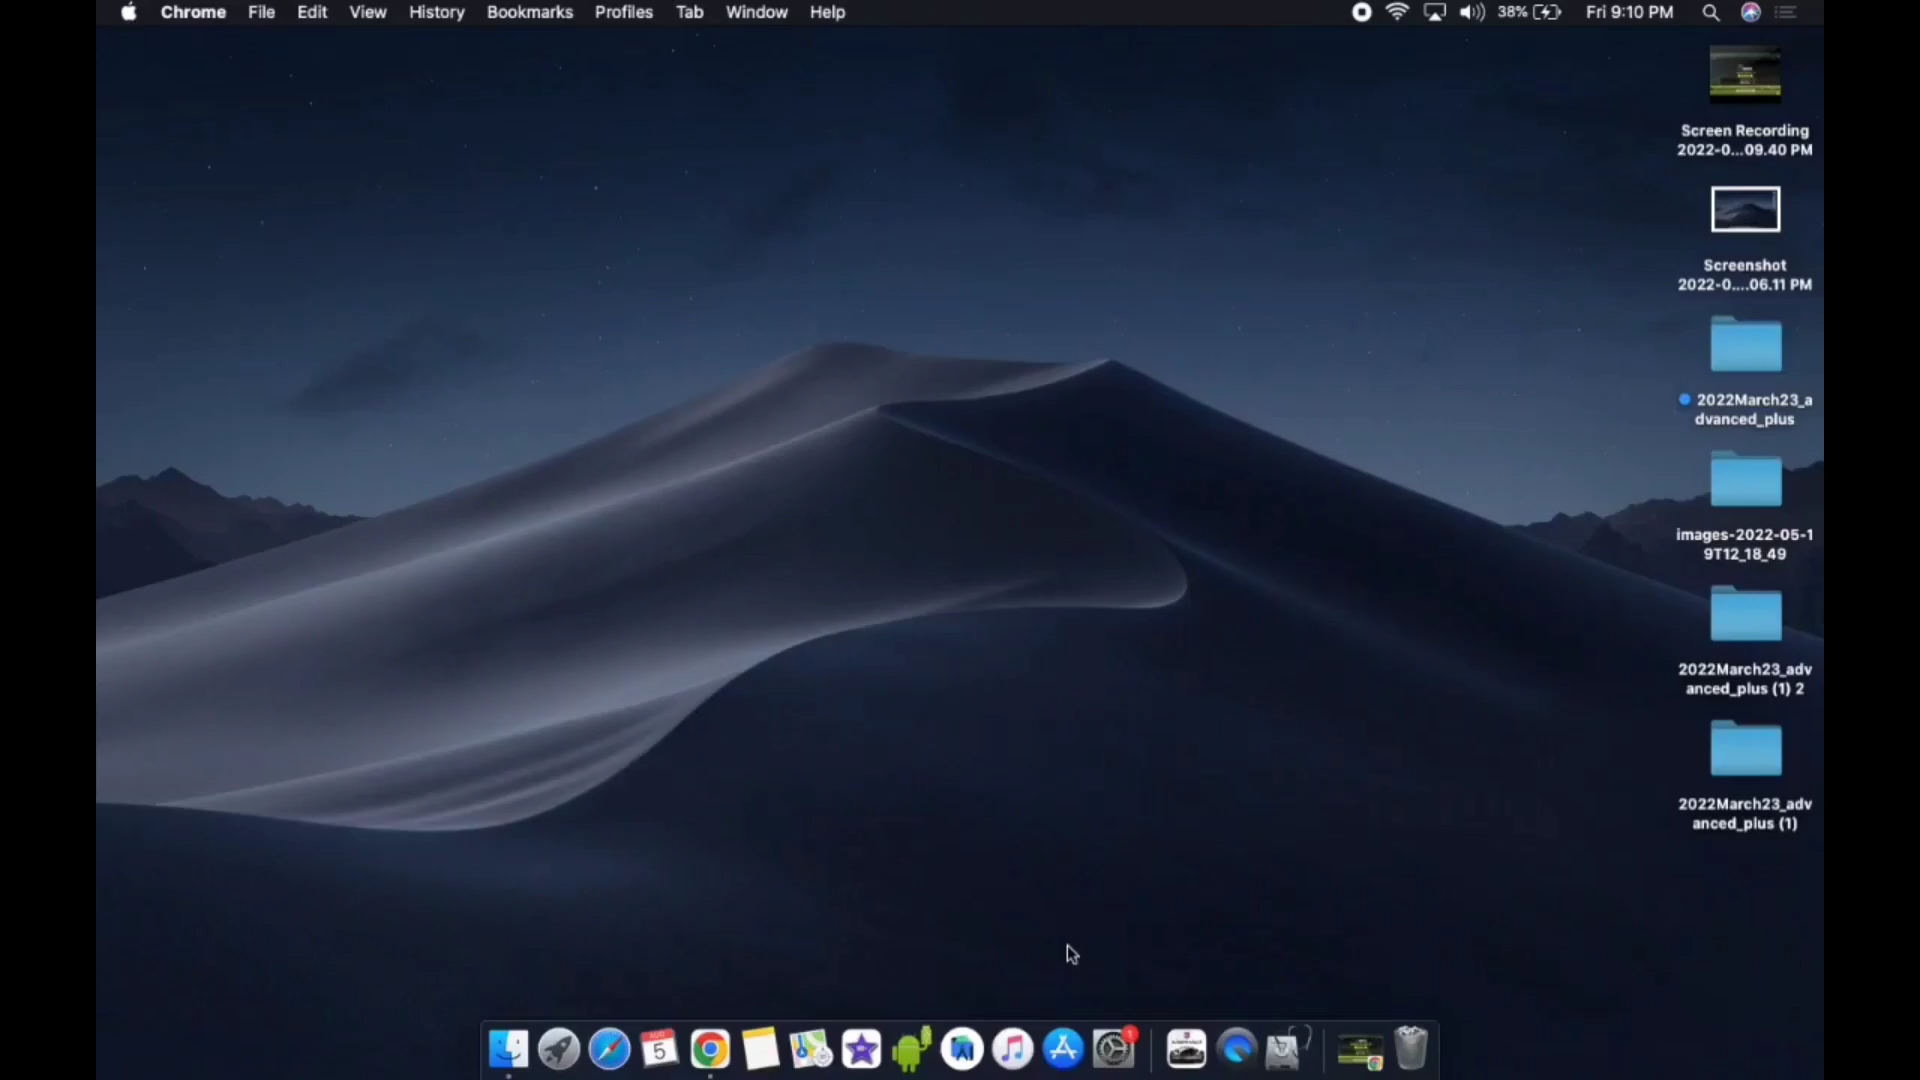 Chrome File Edit View History Bookmarks Profiles Tab Window Help
38% Fri 9:10 PM
Screen Recording
2022-0...09.40 PM
Screenshot
2022-0....06.11 PM
2022March23_a
dvanced_plus
images-2022-05-1
9T12_18_49
2022March23_adv
anced_plus (1) 2
2022March23_adv
anced_plus (1)
AUG
5
1